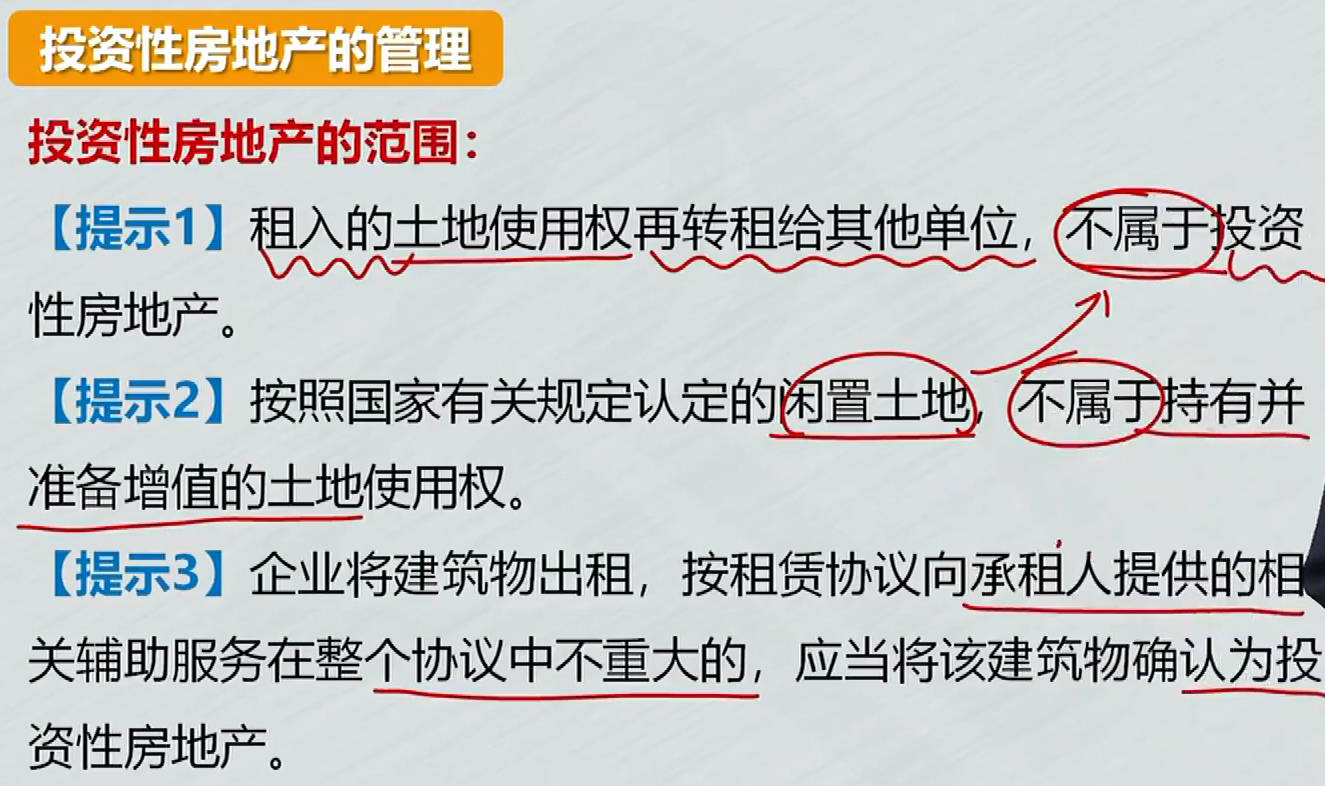 投资性房地产的管理
投资性房地产的范围：
【提示1】租入的土地使用权再转租给其他单位，不属于投资
性房地产。
【提示2】按照国家有关规定认定的闲置土地，不属于持有并
准备增值的土地使用权。
【提示3】企业将建筑物出租，按租赁协议向承租人提供的相
关辅助服务在整个协议中不重大的，应当将该建筑物确认为投
资性房地产。